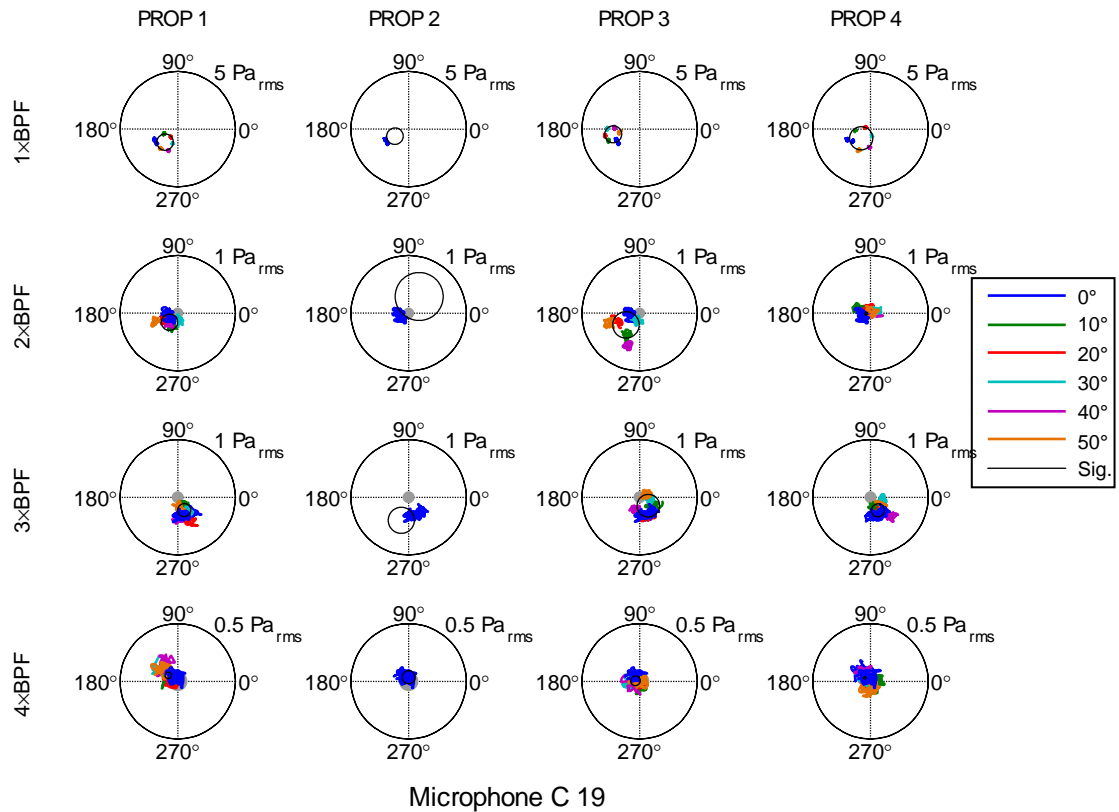 PROP 1 PROP 2 PROP 3 PROP 4
1×BPF
90° 5 Pa rms 90° 5 Pa rms 90° 5 Pa rms 90° 5 Pa rms
180° 0° 180° 0° 180° 0° 180° 0°
270° 270° 270° 270°
2×BPF
90° 1 Pa rms 90° 1 Pa rms 90° 1 Pa rms 90° 1 Pa rms
180° 0° 180° 0° 180° 0° 180° 0°
270° 270° 270° 270°
3×BPF
90° 1 Pa rms 90° 1 Pa rms 90° 1 Pa rms 90° 1 Pa rms
180° 0° 180° 0° 180° 0° 180° 0°
270° 270° 270° 270°
4×BPF
90° 0.5 Pa rms 90° 0.5 Pa rms 90° 0.5 Pa rms 90° 0.5 Pa rms
180° 0° 180° 0° 180° 0° 180° 0°
270° 270° 270° 270°
0°
10°
20°
30°
40°
50°
Sig.
Microphone C 19